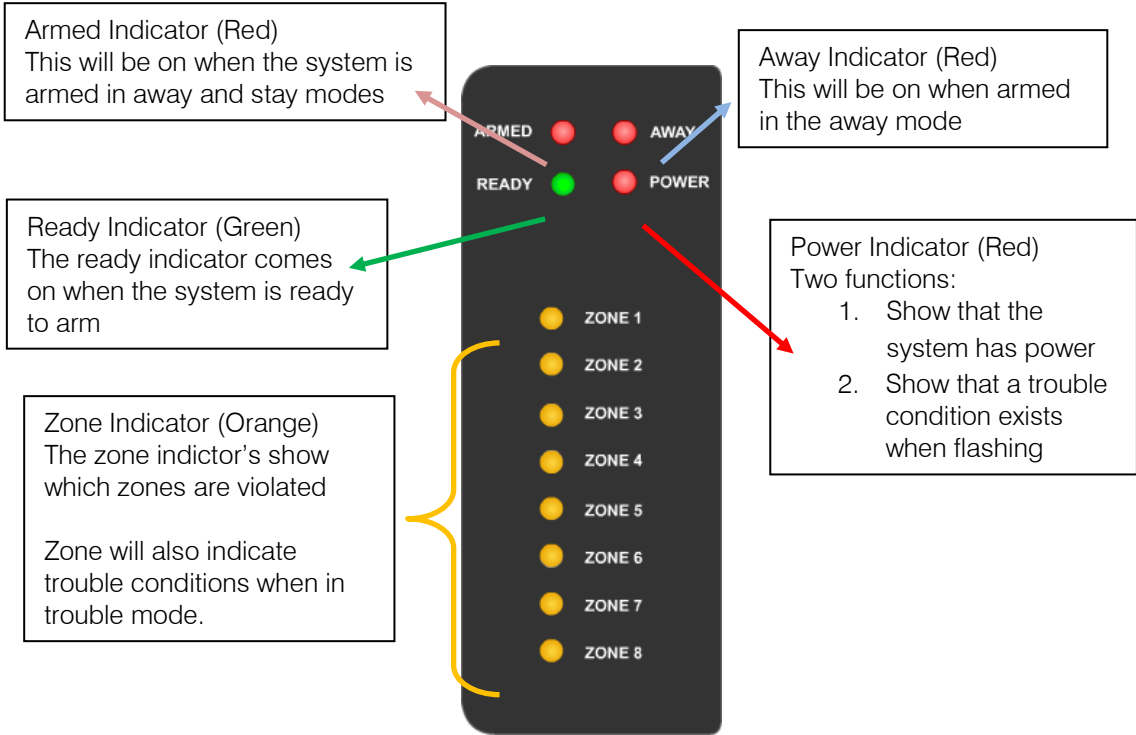 Armed Indicator (Red)
This will be on when the system is
armed in away and stay modes
Away Indicator (Red)
This will be on when armed
in the away mode
ARMED
AWAY
READY
POWER
Ready Indicator (Green)
The ready indicator comes
on when the system is ready
to arm
Power Indicator (Red)
Two functions:
1. Show that the
system has power
2. Show that a trouble
condition exists
when flashing
ZONE 1
ZONE 2
ZONE 3
ZONE 4
ZONE 5
ZONE 6
ZONE 7
ZONE 8
Zone Indicator (Orange)
The zone indictor’s show
which zones are violated
Zone will also indicate
trouble conditions when in
trouble mode.